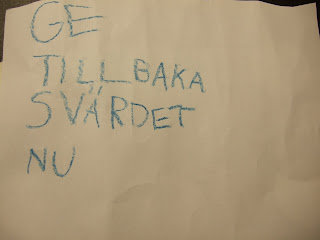 GE
TILLBAKA
SVÄRDET
NU